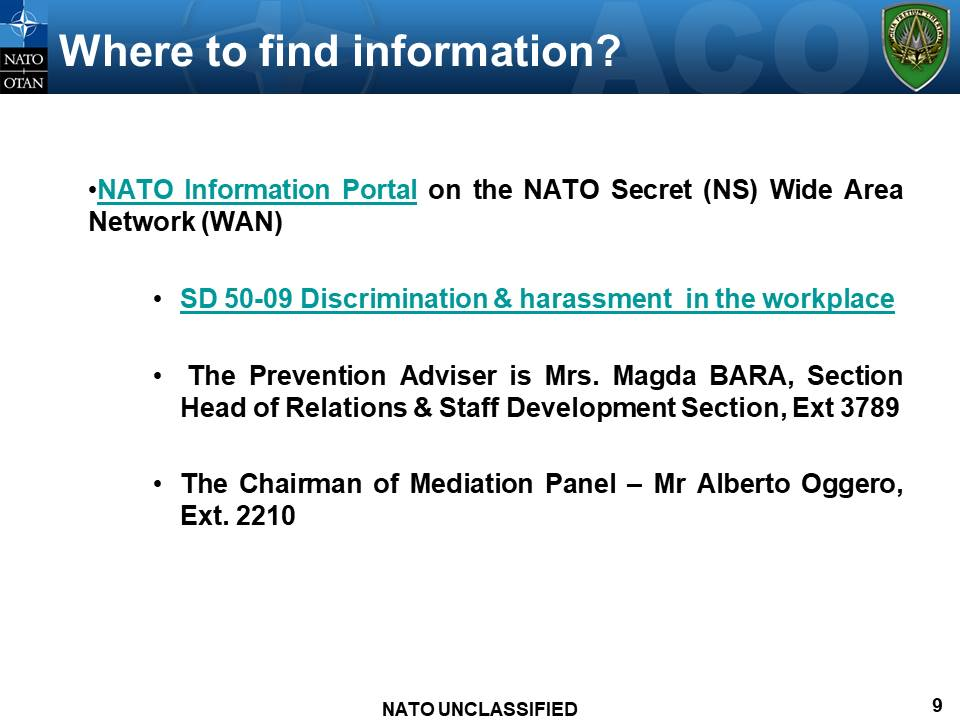 NATO
OTAN
Where to find information?
ACO
•NATO Information Portal on the NATO Secret (NS) Wide Area
Network (WAN)
• SD 50-09 Discrimination & harassment in the workplace
• The Prevention Adviser is Mrs. Magda BARA, Section
Head of Relations & Staff Development Section, Ext 3789
• The Chairman of Mediation Panel – Mr Alberto Oggero,
Ext. 2210
NATO UNCLASSIFIED
9